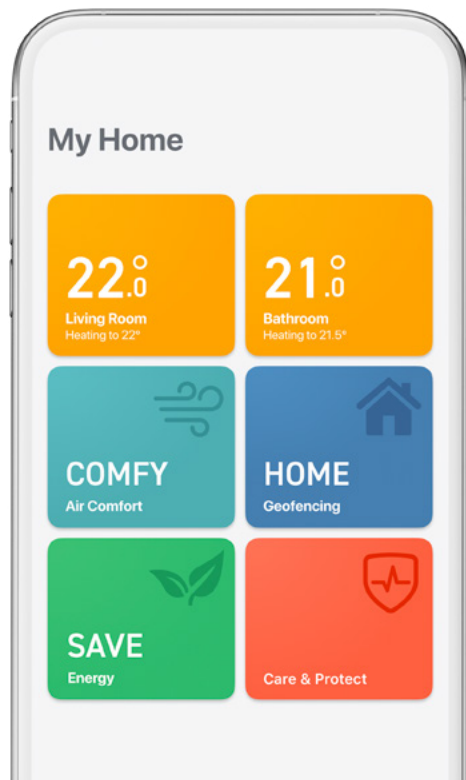 My Home
22.0°
Living Room
Heating to 22°
21.0°
Bathroom
Heating to 21.5°
COMFY
Air Comfort
HOME
Geofencing
SAVE
Energy
Care & Protect